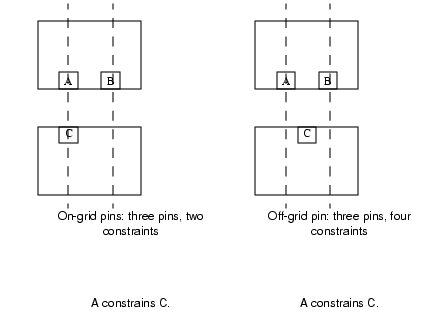 A B
C
On-grid pins: three pins, two
constraints
A constrains C.
A B
C
Off-grid pin: three pins, four
constraints
A constrains C.